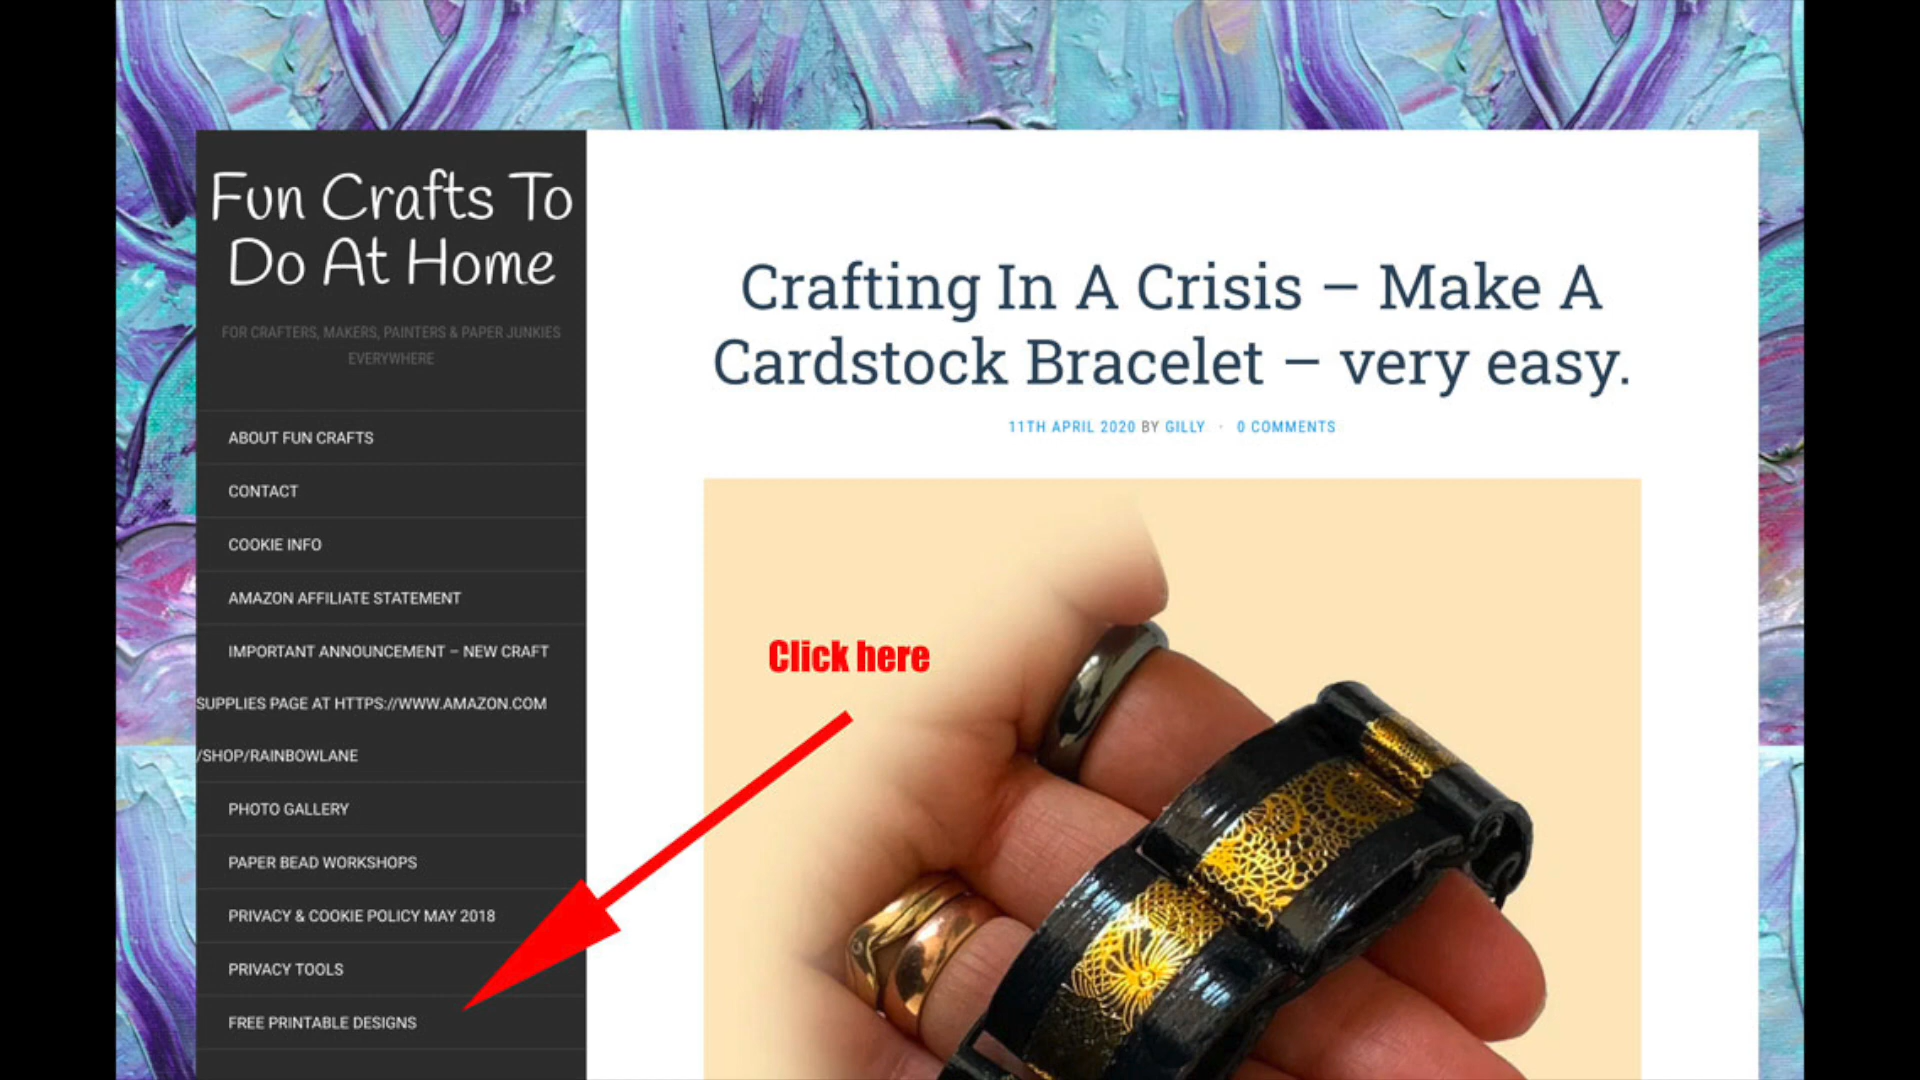 Fun Crafts To
Do At Home
FOR CRAFTERS, MAKERS, PAINTERS & PAPER JUNKIES
EVERYWHERE
ABOUT FUN CRAFTS
CONTACT
COOKIE INFO
AMAZON AFFILIATE STATEMENT
IMPORTANT ANNOUNCEMENT – NEW CRAFT
SUPPLIES PAGE AT HTTPS://WWW.AMAZON.COM
/SHOP/RAINBOWLANE
PHOTO GALLERY
PAPER BEAD WORKSHOPS
PRIVACY & COOKIE POLICY MAY 2018
PRIVACY TOOLS
FREE PRINTABLE DESIGNS
Crafting In A Crisis – Make A
Cardstock Bracelet – very easy.
11TH APRIL 2020 BY GILLY · 0 COMMENTS
Click here